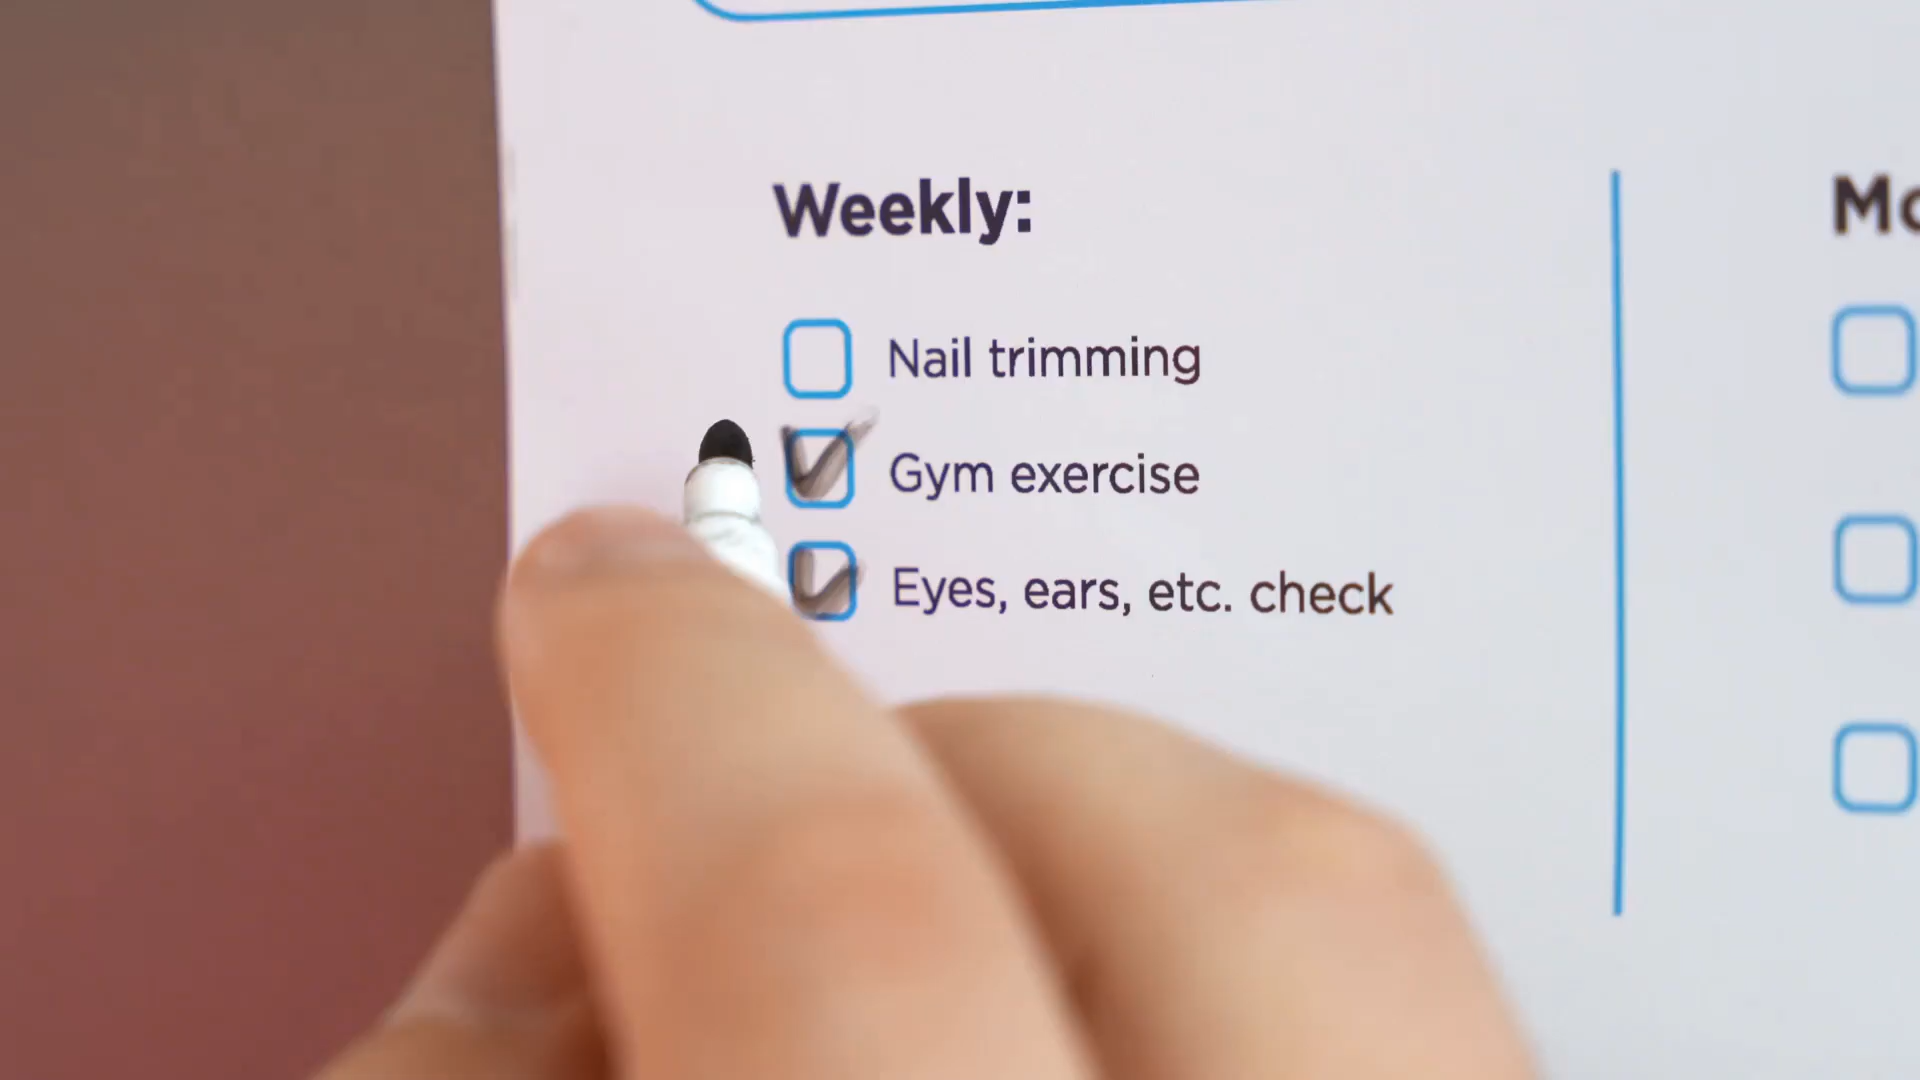 Weekly:
Nail trimming
Gym exercise
Eyes, ears, etc. check